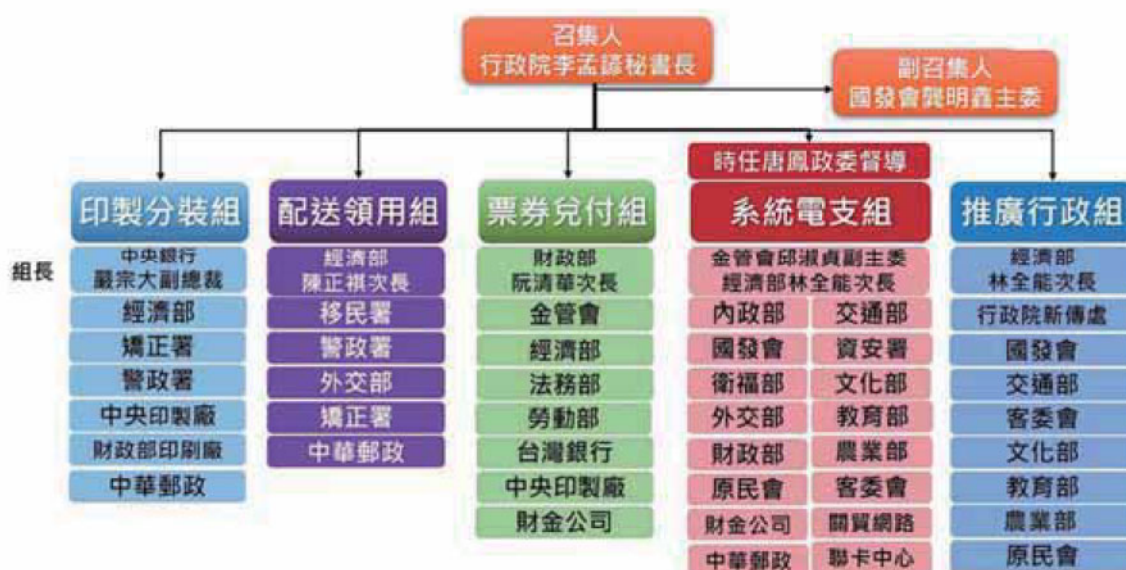 召集人
行政院李孟諺秘書長
副召集人
國發會龔明鑫主委
時任唐鳳政委督導
印製分裝組
配送領用組
票券兌付組
系統電支組
推廣行政組
組長
中央銀行
嚴宗大副總裁
經濟部
矯正署
警政署
中央印製廠
財政部印刷廠
中華郵政
經濟部
陳正祺次長
移民署
警政署
外交部
矯正署
中華郵政
財政部
阮清華次長
金管會
經濟部
法務部
勞動部
台灣銀行
中央印製廠
財金公司
金管會邱淑貞副主委
經濟部林全能次長
內政部 交通部
國發會 資安署
衛福部 文化部
外交部 教育部
財政部 農業部
原民會 客委會
財金公司 關貿網路
中華郵政 聯卡中心
經濟部
林全能次長
行政院新傳處
國發會
交通部
客委會
文化部
教育部
農業部
原民會